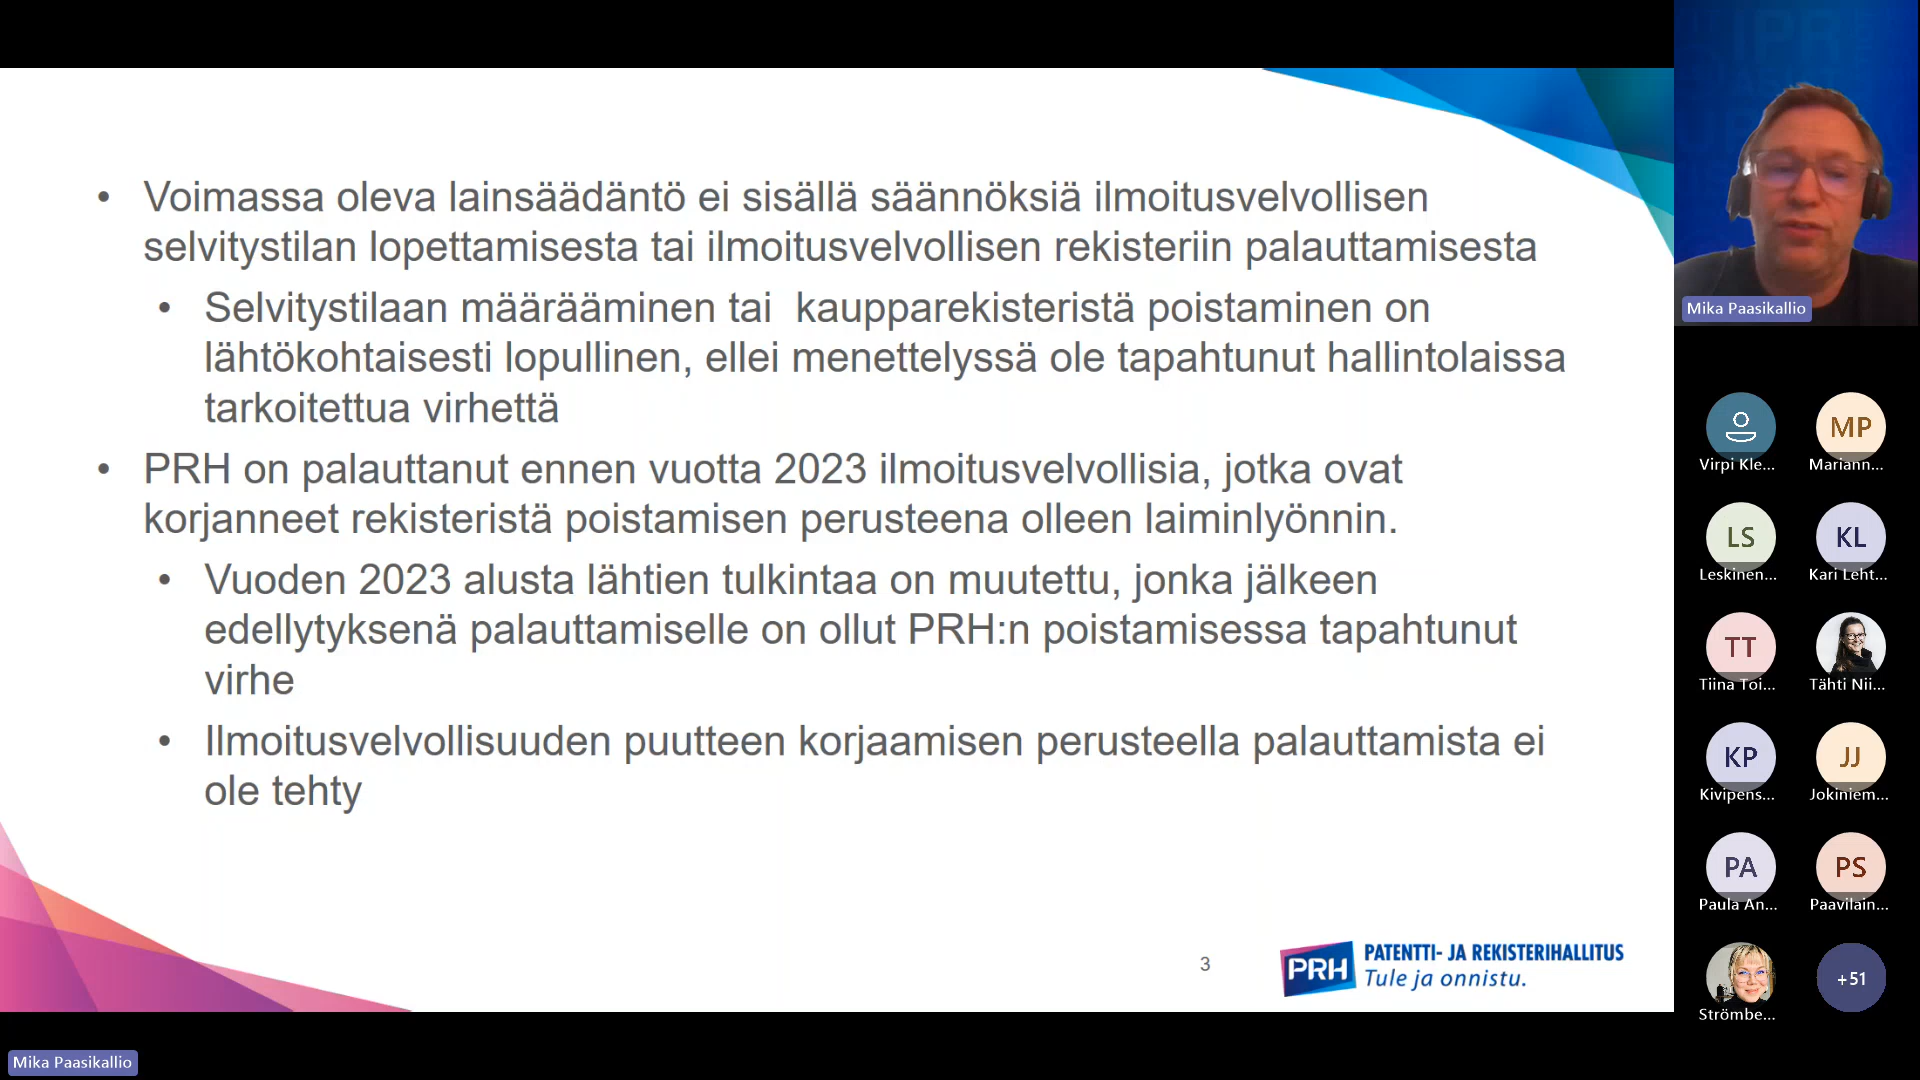 • Voimassa oleva lainsäädäntö ei sisällä säännöksiä ilmoitusvelvollisen
selvitystilan lopettamisesta tai ilmoitusvelvollisen rekisteriin palauttamisesta
• Selvitystilaan määrääminen tai kaupparekisteristä poistaminen on
lähtökohtaisesti lopullinen, ellei menettelyssä ole tapahtunut hallintolaissa
tarkoitettua virhettä
• PRH on palauttanut ennen vuotta 2023 ilmoitusvelvollisia, jotka ovat
korjanneet rekisteristä poistamisen perusteena olleen laiminlyönnin.
• Vuoden 2023 alusta lähtien tulkintaa on muutettu, jonka jälkeen
edellytyksenä palauttamiselle on ollut PRH:n poistamisessa tapahtunut
virhe
• Ilmoitusvelvollisuuden puutteen korjaamisen perusteella palauttamista ei
ole tehty
3
PRH
PATENTTI- JA REKISTERIHALLITUS
Tule ja onnistu.
Mika Paasikallio
Mika Paasikallio
Virpi Kle...
MP
Mariann...
LS
Leskinen...
KL
Kari Leht...
TT
Tiina Toi...
Tähti Nii...
KP
Kivipens...
JJ
Jokiniem...
PA
Paula An...
PS
Paavilain...
Strömbe...
+51